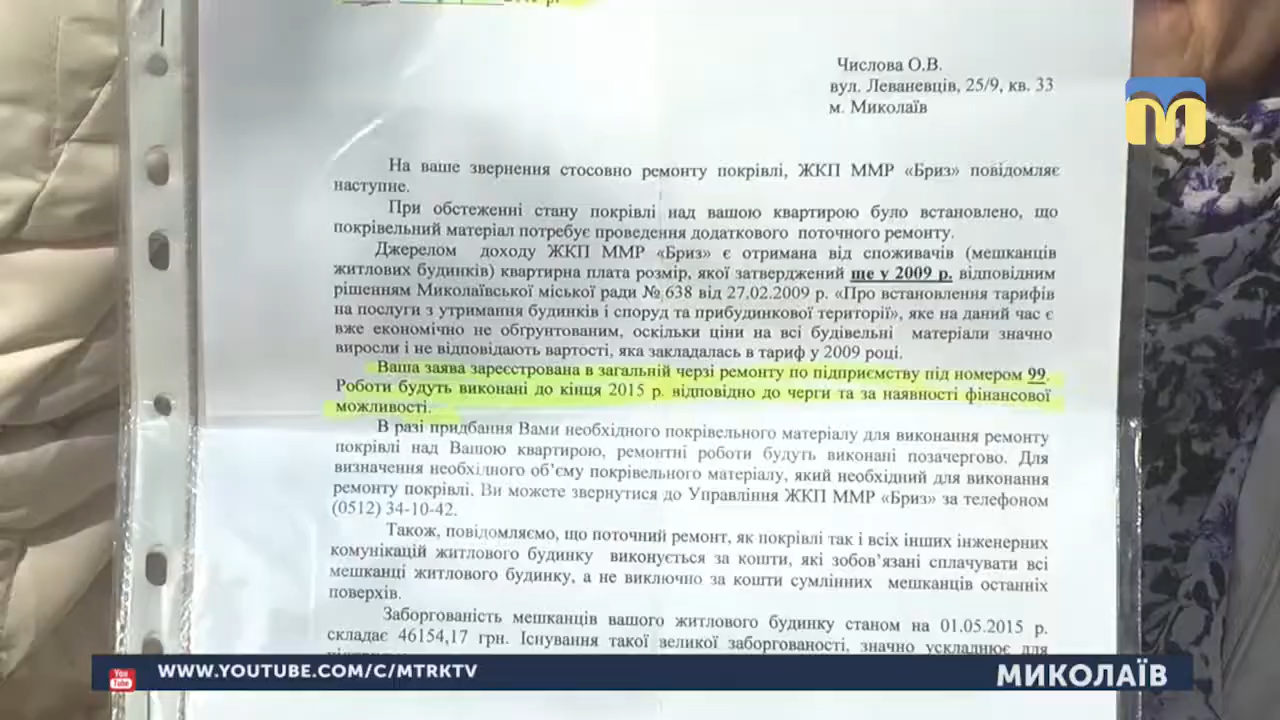 Числова О.В.
вул. Леваневців, 25/9, кв. 33
м. Миколаїв
На ваше звернення стосовно ремонту покрівлі, ЖКП ММР «Бриз» повідомляє
наступне.
При обстеженні стану покрівлі над вашою квартирою було встановлено, що
покрівельний матеріал потребує проведення додаткового поточного ремонту.
Джерелом доходу ЖКП ММР «Бриз» є отримана від споживачів (мешканців
житлових будинків) квартирна плата розмір, якої затверджений ще у 2009 р. відповідним
рішенням Миколаївської міської ради № 638 від 27.02.2009 р. «Про встановлення тарифів
на послуги з утримання будинків і споруд та прибудинкової території», яке на даний час є
вже економічно не обґрунтованим, оскільки ціни на всі будівельні матеріали значно
виросли і не відповідають вартості, яка закладалась в тариф у 2009 році.
Ваша заява зареєстрована в загальній черзі ремонту по підприємству під номером 99.
Роботи будуть виконані до кінця 2015 р. відповідно до черги та за наявності фінансової
можливості.
В разі придбання Вами необхідного покрівельного матеріалу для виконання ремонту
покрівлі над Вашою квартирою, ремонтні роботи будуть виконані позачергово. Для
визначення необхідного об’єму покрівельного матеріалу, який необхідний для виконання
ремонту покрівлі. Ви можете звернутися до Управління ЖКП ММР «Бриз» за телефоном
(0512) 34-10-42.
Також, повідомляємо, що поточний ремонт, як покрівлі так і всіх інших інженерних
комунікацій житлового будинку виконується за кошти, які зобов’язані сплачувати всі
мешканці житлового будинку, а не виключно за кошти сумлінних мешканців останніх
поверхів.
Заборгованість мешканців вашого житлового будинку станом на 01.05.2015 р.
складає 46154,17 грн. Існування такої великої заборгованості, значно ускладнює для
You Tube
WWW.YOUTUBE.COM/C/MTRKTV
МИКОЛАЇВ